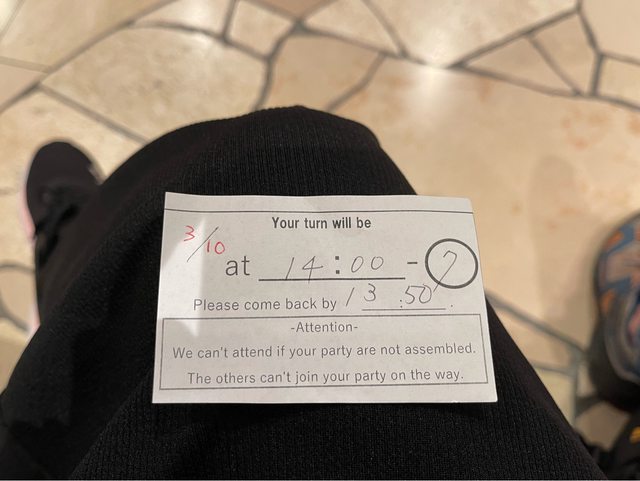 Your turn will be
3/10
at 14:00 - 7
Please come back by 13:50.
-Attention-
We can't attend if your party are not assembled.
The others can't join your party on the way.